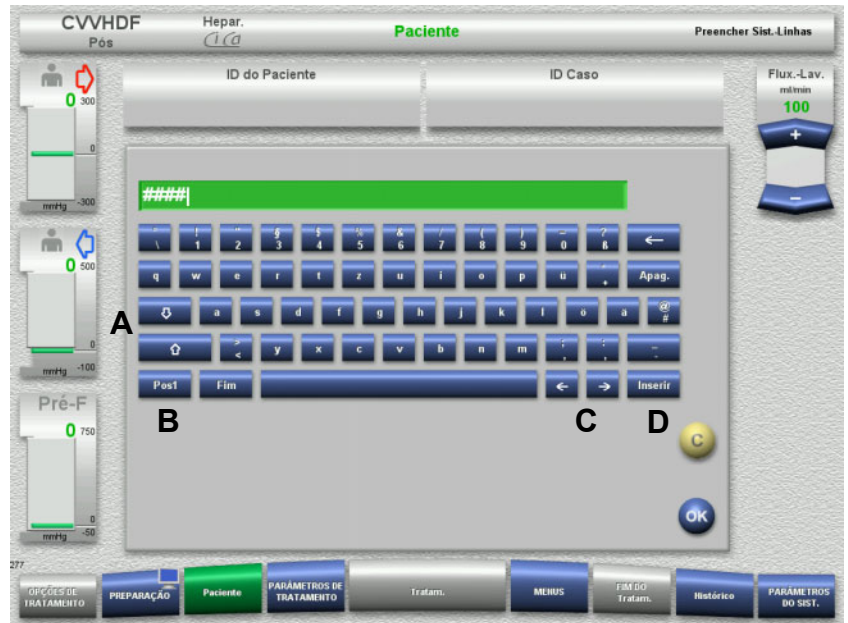 CVVHDF
Pós
Hepar.
Ci Ca
Paciente
Preencher Sist.-Linhas
ID do Paciente
ID Caso
Flux.-Lav.
ml/min
100
+
-
0 300
0
mmHg -300
0 500
0
mmHg -100
Pré-F
0 750
0
mmHg -50
####
\ ! 1 " 2 § 3 $ 4 % 5 & 6 / 7 ( 8 ) 9 = 0 ? ß ←
q w e r t z u i o p ü + Apag.
A
a s d f g h j k l ö ä @ #
> < y x c v b n m ; , : . _ -
Pos1 Fim ← → Inserir
B C D
C
OK
277
OPÇÕES DE TRATAMENTO
PREPARAÇÃO
Paciente
PARÂMETROS DE TRATAMENTO
Tratam.
MENUS
FIM DO Tratam.
Histórico
PARÂMETROS DO SIST.